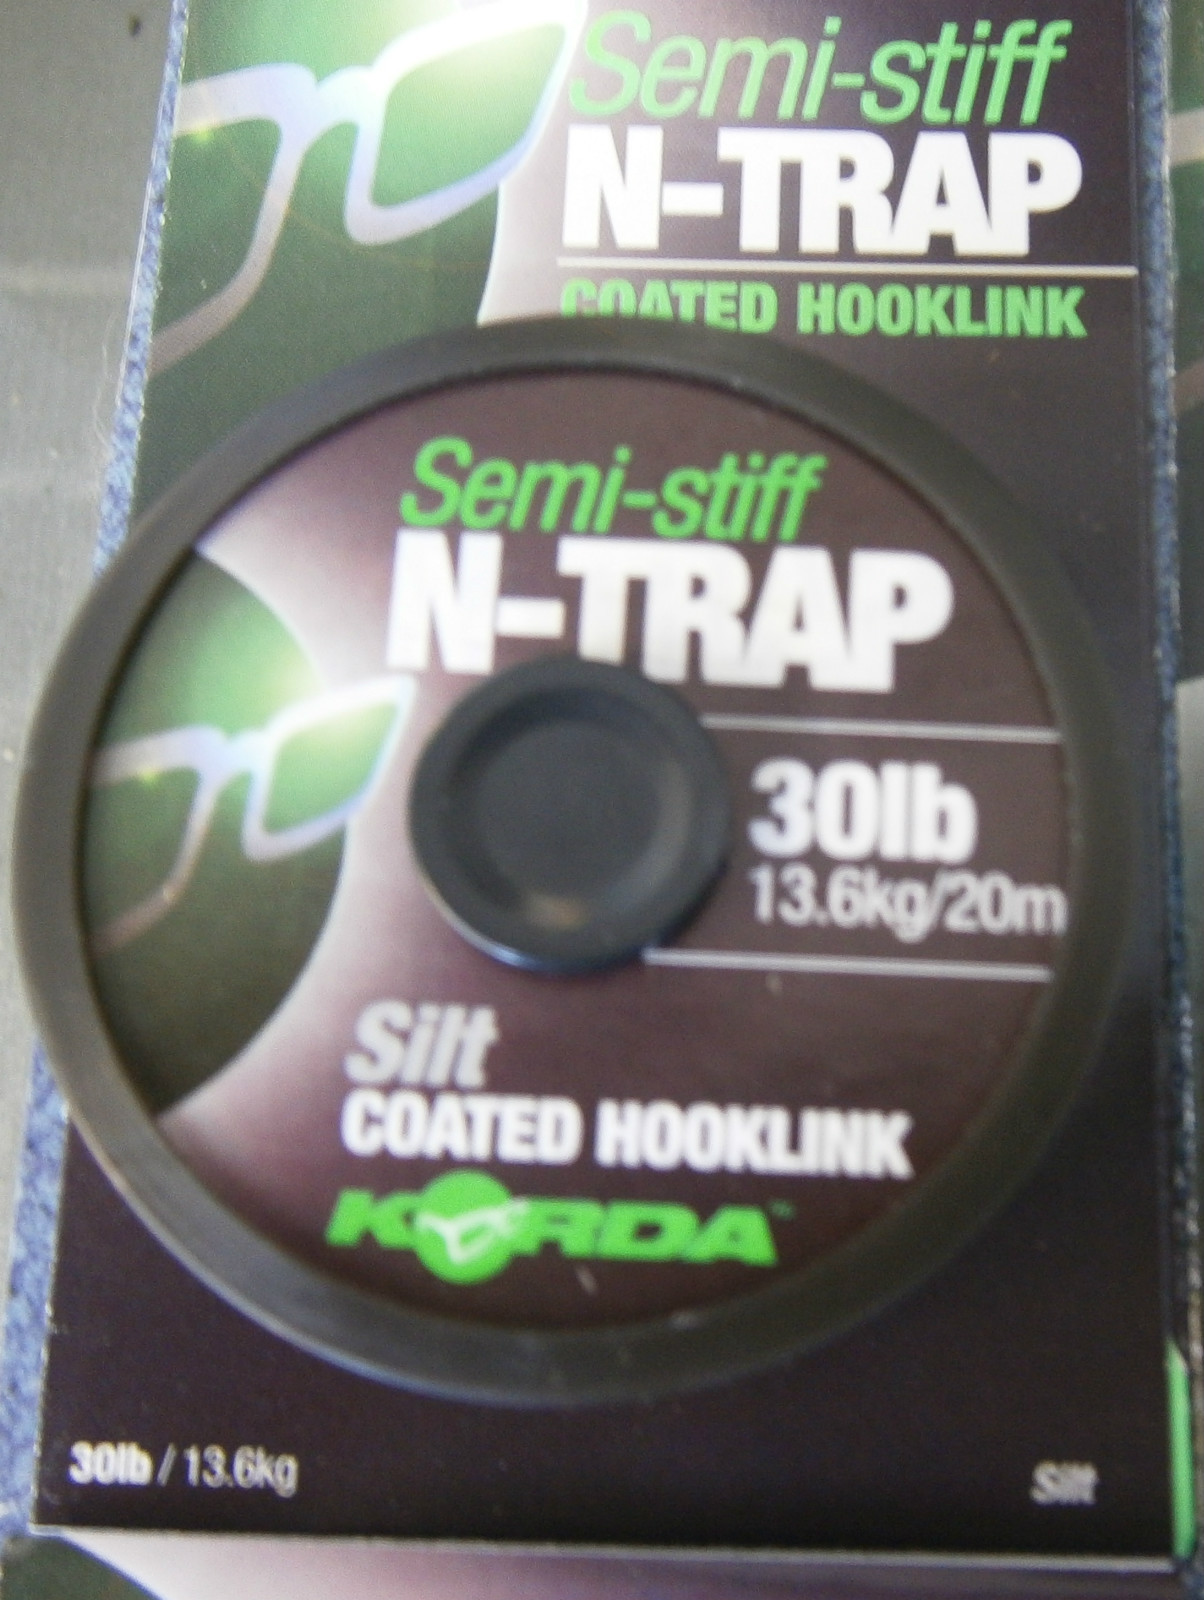 Semi-stiff
N-TRAP
COATED HOOKLINK
Semi-stiff
N-TRAP
30lb
13.6kg/20m
Silt
COATED HOOKLINK
KORDA™
30lb / 13.6kg
Silt